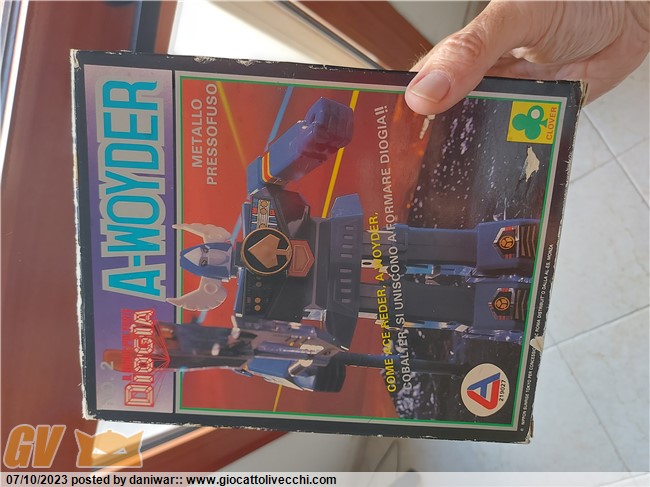 2
DIOGIA
A-WOYDER
METALLO
PRESSOFUSO
CLOVER
COME ACE REDER, A-WOYDER,
COBALTER, SI UNISCONO A FORMARE DIOGIA!!
A
215027
GV
07/10/2023 posted by daniwar:: www.giocattolivecchi.com